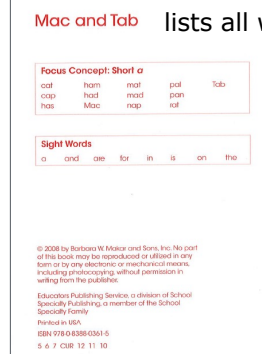 Mac and Tab lists all
Focus Concept: Short a
cat ham mat pal Tab
cap had mad pan
has Mac nap rat
Sight Words
a and are for in is on the
© 2008 by Barbara W. Makar and Sons, Inc. No part
of this book may be reproduced or utilized in any
form or by any electronic or mechanical means,
including photocopying, without permission in
writing from the publisher.
Educators Publishing Service, a division of School
Specialty Publishing, a member of the School
Specialty Family
Printed in USA
ISBN 978-0-8388-0361-5
5 6 7 CUR 12 11 10